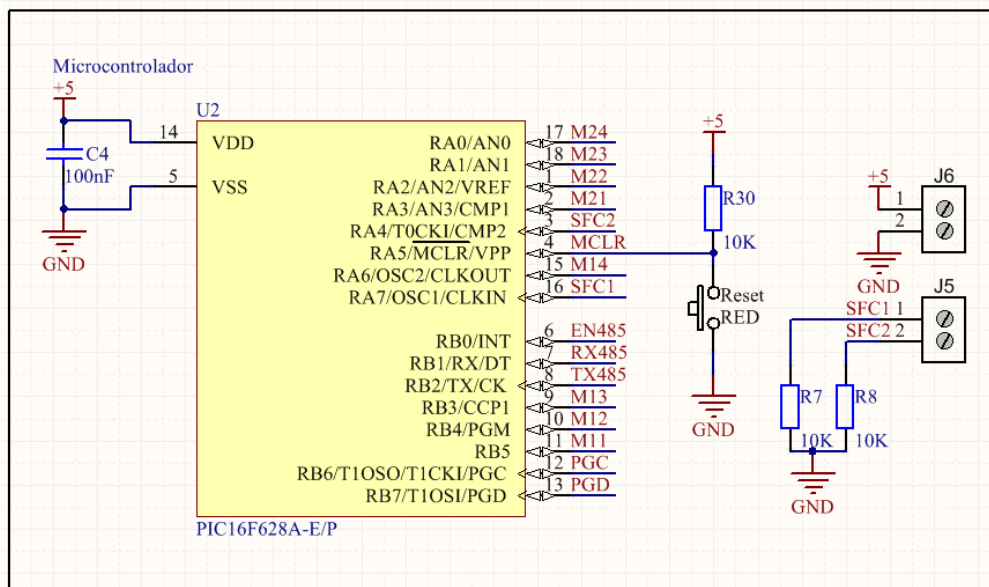 Microcontrolador
+5
U2
14 VDD
C4
100nF
5 VSS
GND
RA0/AN0 17 M24
RA1/AN1 18 M23
RA2/AN2/VREF 1 M22
RA3/AN3/CMP1 2 M21
RA4/T0CKI/CMP2 3 SFC2
RA5/MCLR/VPP 4 MCLR
RA6/OSC2/CLKOUT 15 M14
RA7/OSC1/CLKIN 16 SFC1
RB0/INT 6 EN485
RB1/RX/DT 7 RX485
RB2/TX/CK 8 TX485
RB3/CCP1 9 M13
RB4/PGM 10 M12
RB5 11 M11
RB6/T1OSO/T1CKI/PGC 12 PGC
RB7/T1OSI/PGD 13 PGD
PIC16F628A-E/P
+5
R30
10K
Reset
RED
GND
J6
+5
1
2
GND
J5
SFC1 1
SFC2 2
R7
10K
R8
10K
GND